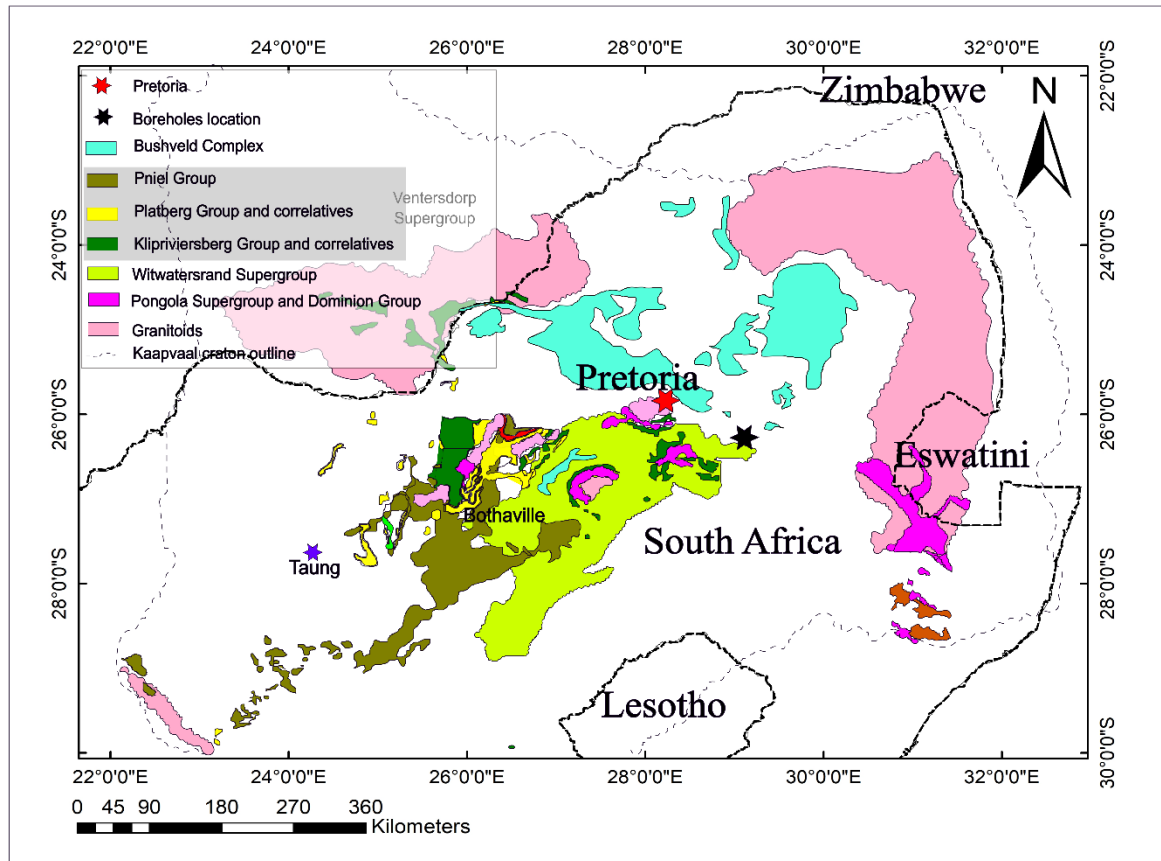 22°0'0"E 24°0'0"E 26°0'0"E 28°0'0"E 30°0'0"E 32°0'0"E
Pretoria
Boreholes location
Bushveld Complex
Pniel Group
Platberg Group and correlatives
Klipriviersberg Group and correlatives
Ventersdorp
Supergroup
Witwatersrand Supergroup
Pongola Supergroup and Dominion Group
Granitoids
Kaapvaal craton outline
Zimbabwe
N
22°0'0"S
24°0'0"S
26°0'0"S
28°0'0"S
30°0'0"S
Pretoria
Eswatini
Bothaville
South Africa
Taung
Lesotho
22°0'0"S
24°0'0"S
26°0'0"S
28°0'0"S
30°0'0"S
22°0'0"E 24°0'0"E 26°0'0"E 28°0'0"E 30°0'0"E 32°0'0"E
0 45 90 180 270 360
Kilometers